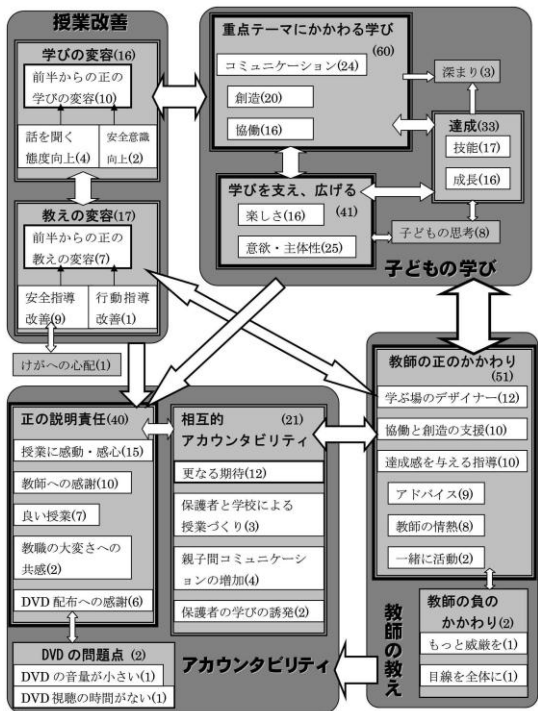 授業改善
学びの変容(16)
前半からの正の
学びの変容(10)
話を聞く
態度向上(4)
安全意識
向上(2)
教えの変容(17)
前半からの正の
教えの変容(7)
安全指導
改善(9)
行動指導
改善(1)
けがへの心配(1)
重点テーマにかかわる学び
(60)
コミュニケーション(24)
創造(20)
協働(16)
深まり(3)
達成(33)
技能(17)
成長(16)
学びを支え、広げる
(41)
楽しさ(16)
意欲・主体性(25)
子どもの思考(8)
子どもの学び
正の説明責任(40)
授業に感動・感心(15)
教師への感謝(10)
良い授業(7)
教職の大変さへの
共感(2)
DVD 配布への感謝(6)
DVD の問題点 (2)
DVD の音量が小さい(1)
DVD 視聴の時間がない(1)
相互的 (21)
アカウンタビリティ
更なる期待(12)
保護者と学校による
授業づくり(3)
親子間コミュニケーシ
ョンの増加(4)
保護者の学びの誘発(2)
アカウンタビリティ
教師の正のかかわり
(51)
学ぶ場のデザイナー(12)
協働と創造の支援(10)
達成感を与える指導(10)
アドバイス(9)
教師の情熱(8)
一緒に活動(2)
教師の負の
かかわり(2)
もっと威厳を(1)
目線を全体に(1)
教師の教え